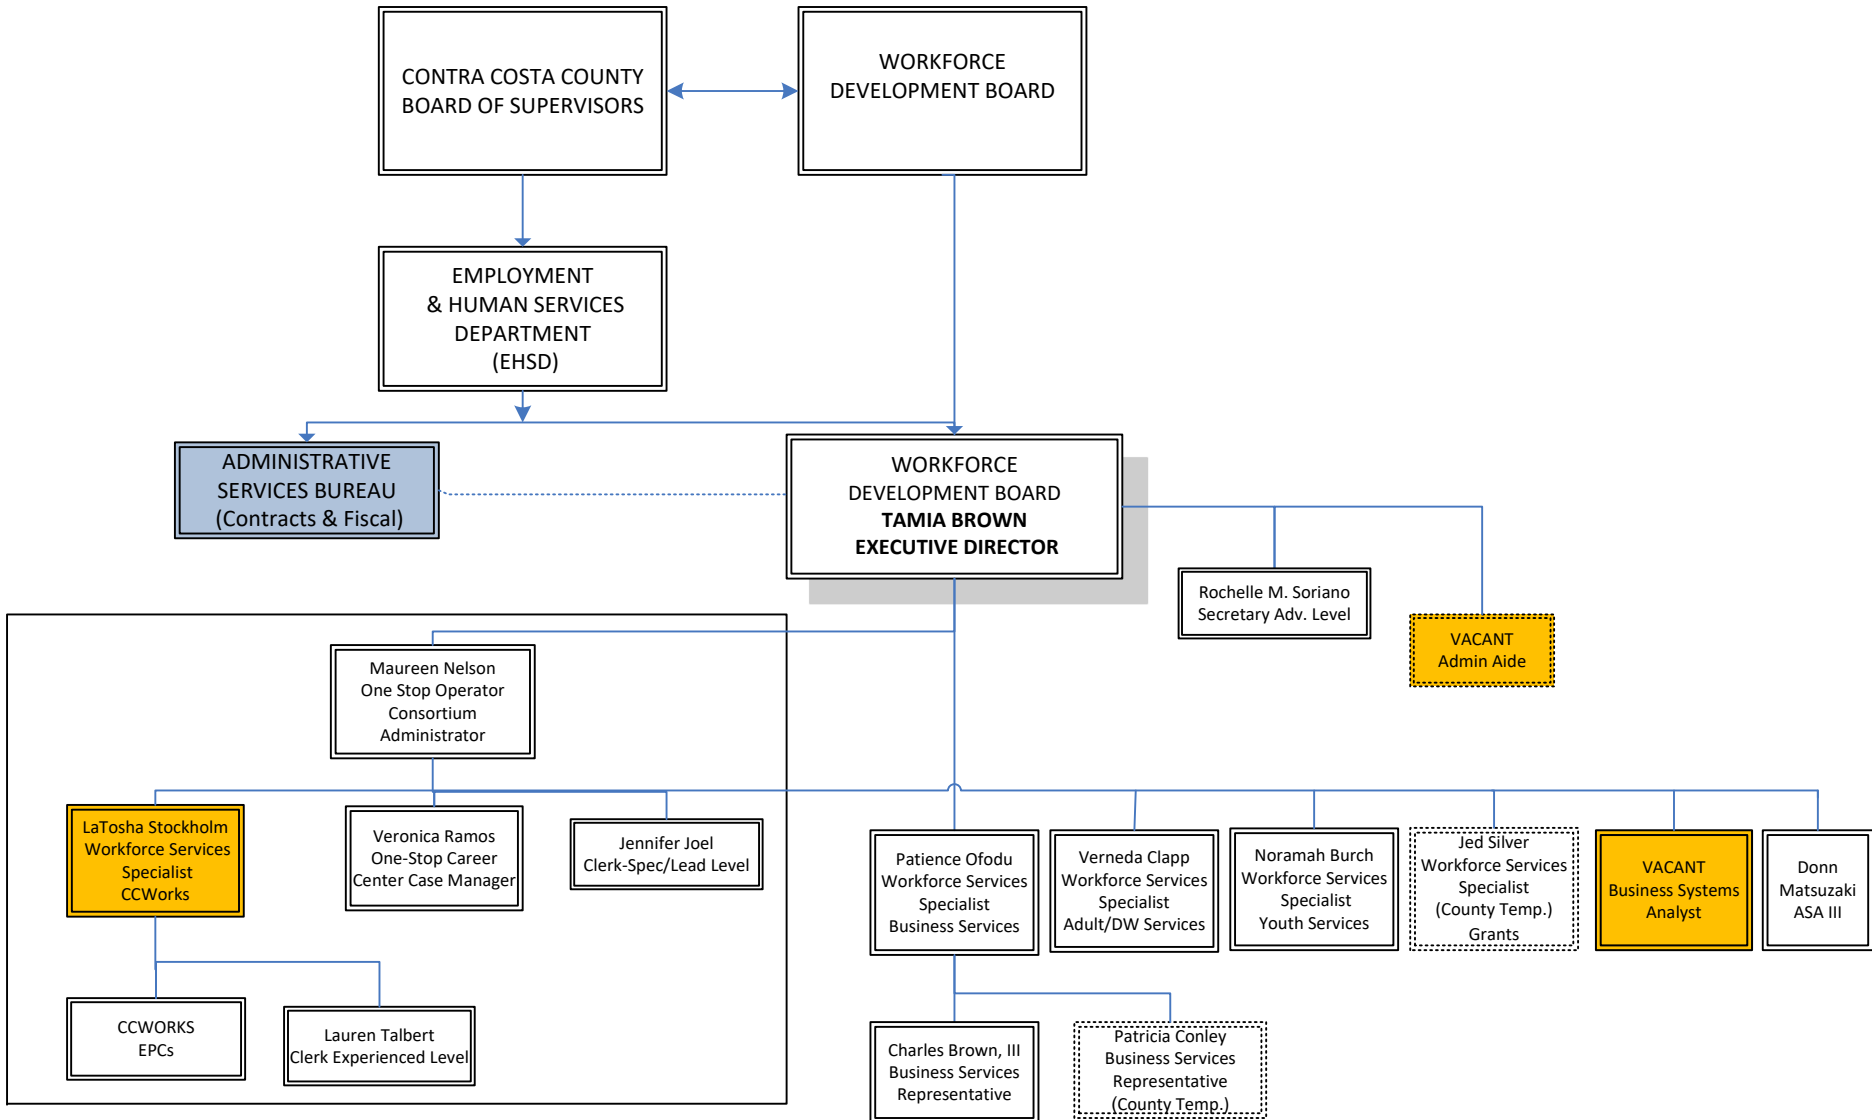 CONTRA COSTA COUNTY
BOARD OF SUPERVISORS
WORKFORCE
DEVELOPMENT BOARD
EMPLOYMENT
& HUMAN SERVICES
DEPARTMENT
(EHSD)
ADMINISTRATIVE
SERVICES BUREAU
(Contracts & Fiscal)
WORKFORCE
DEVELOPMENT BOARD
TAMIA BROWN
EXECUTIVE DIRECTOR
Rochelle M. Soriano
Secretary Adv. Level
VACANT
Admin Aide
Maureen Nelson
One Stop Operator
Consortium
Administrator
LaTosha Stockholm
Workforce Services
Specialist
CCWorks
Veronica Ramos
One-Stop Career
Center Case Manager
Jennifer Joel
Clerk-Spec/Lead Level
Patience Ofodu
Workforce Services
Specialist
Business Services
Verneda Clapp
Workforce Services
Specialist
Adult/DW Services
Noramah Burch
Workforce Services
Specialist
Youth Services
Jed Silver
Workforce Services
Specialist
(County Temp.)
Grants
VACANT
Business Systems
Analyst
Donn
Matsuzaki
ASA III
CCWORKS
EPCs
Lauren Talbert
Clerk Experienced Level
Charles Brown, III
Business Services
Representative
Patricia Conley
Business Services
Representative
(County Temp.)